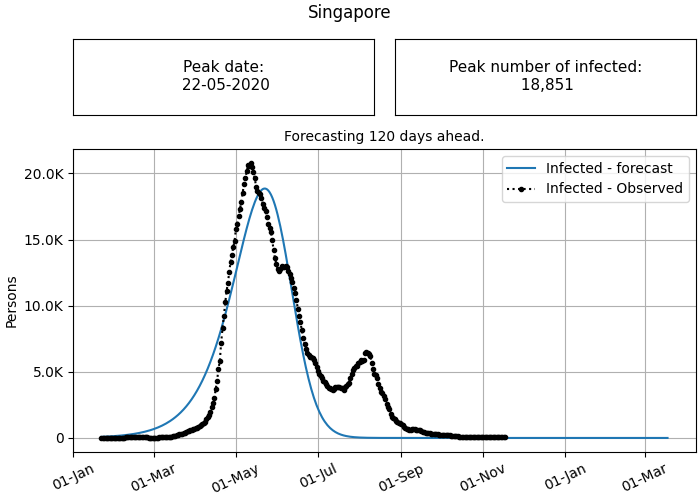 Singapore
Peak date:
22-05-2020
Peak number of infected:
18,851
Forecasting 120 days ahead.
Infected - forecast
Infected - Observed
20.0K
15.0K
10.0K
5.0K
0
Persons
01-Jan
01-Mar
01-May
01-Jul
01-Sep
01-Nov
01-Jan
01-Mar